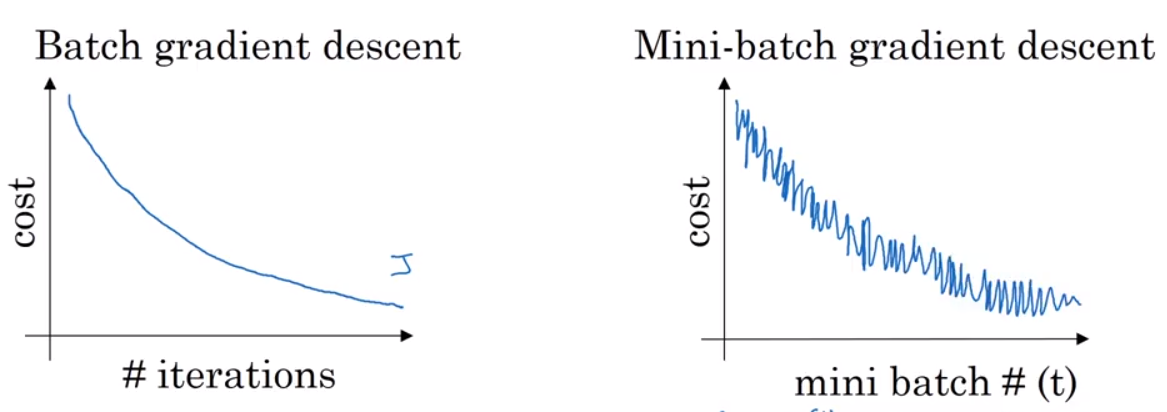 Batch gradient descent
cost
J
# iterations
Mini-batch gradient descent
cost
mini batch # (t)